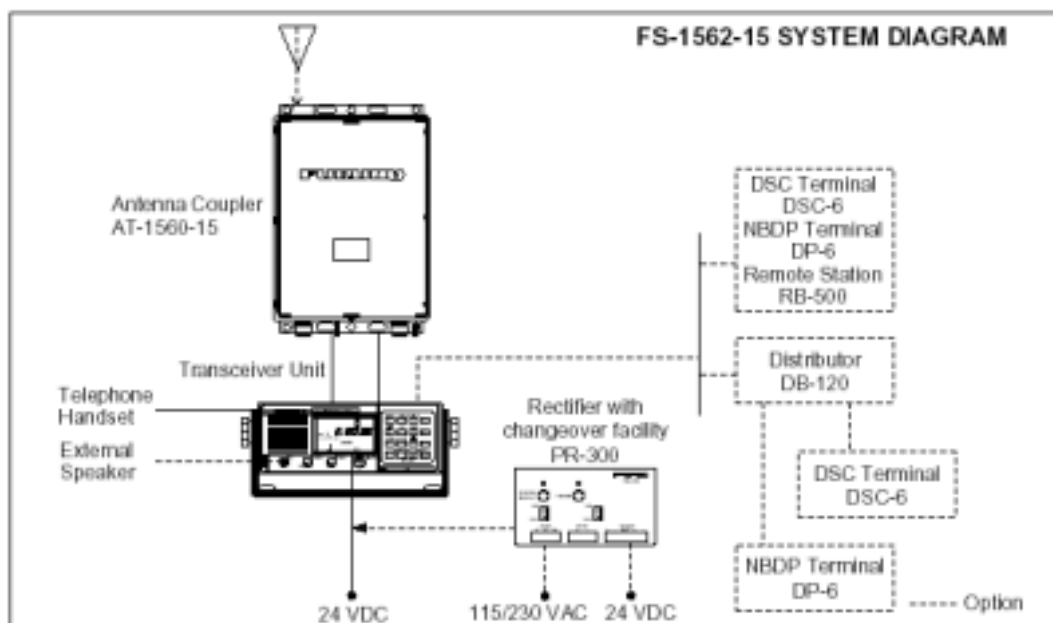 FS-1562-15 SYSTEM DIAGRAM
Antenna Coupler
AT-1560-15
DSC Terminal
DSC-6
NBDP Terminal
DP-6
Remote Station
RB-500
Transceiver Unit
Distributor
DB-120
Telephone
Handset
External
Speaker
Rectifier with
changeover facility
PR-300
DSC Terminal
DSC-6
NBDP Terminal
DP-6
Option
24 VDC
115/230 VAC
24 VDC